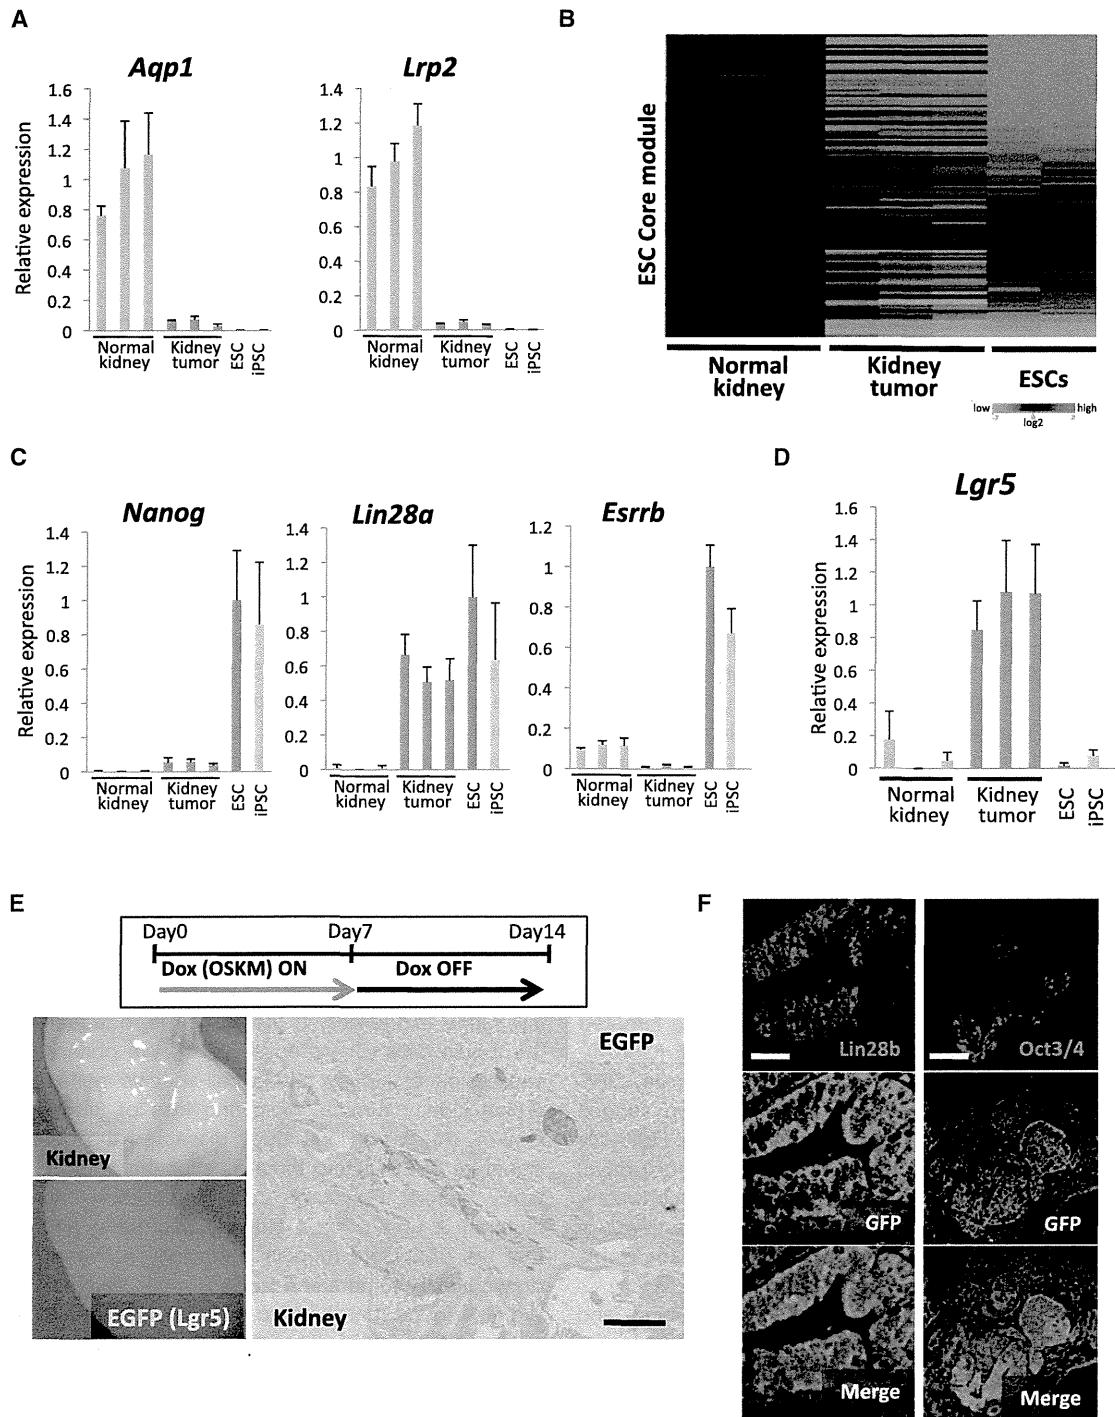 A
Aqp1
Relative expression
1.6
1.4
1.2
1
0.8
0.6
0.4
0.2
0
Normal
kidney
Kidney
tumor
ESC
iPSC
Lrp2
1.6
1.4
1.2
1
0.8
0.6
0.4
0.2
0
Normal
kidney
Kidney
tumor
ESC
iPSC
B
ESC Core module
Normal
kidney
Kidney
tumor
ESCs
low
high
log2
C
Nanog
Relative expression
1.4
1.2
1
0.8
0.6
0.4
0.2
0
Normal
kidney
Kidney
tumor
ESC
iPSC
Lin28a
1.4
1.2
1
0.8
0.6
0.4
0.2
0
Normal
kidney
Kidney
tumor
ESC
iPSC
Esrrb
1.2
1
0.8
0.6
0.4
0.2
0
Normal
kidney
Kidney
tumor
ESC
iPSC
D
Lgr5
Relative expression
1.6
1.4
1.2
1
0.8
0.6
0.4
0.2
0
Normal
kidney
Kidney
tumor
ESC
iPSC
E
Day0 Day7 Day14
Dox (OSKM) ON Dox OFF
Kidney
EGFP (Lgr5)
EGFP
Kidney
F
Lin28b
Oct3/4
GFP
GFP
Merge
Merge